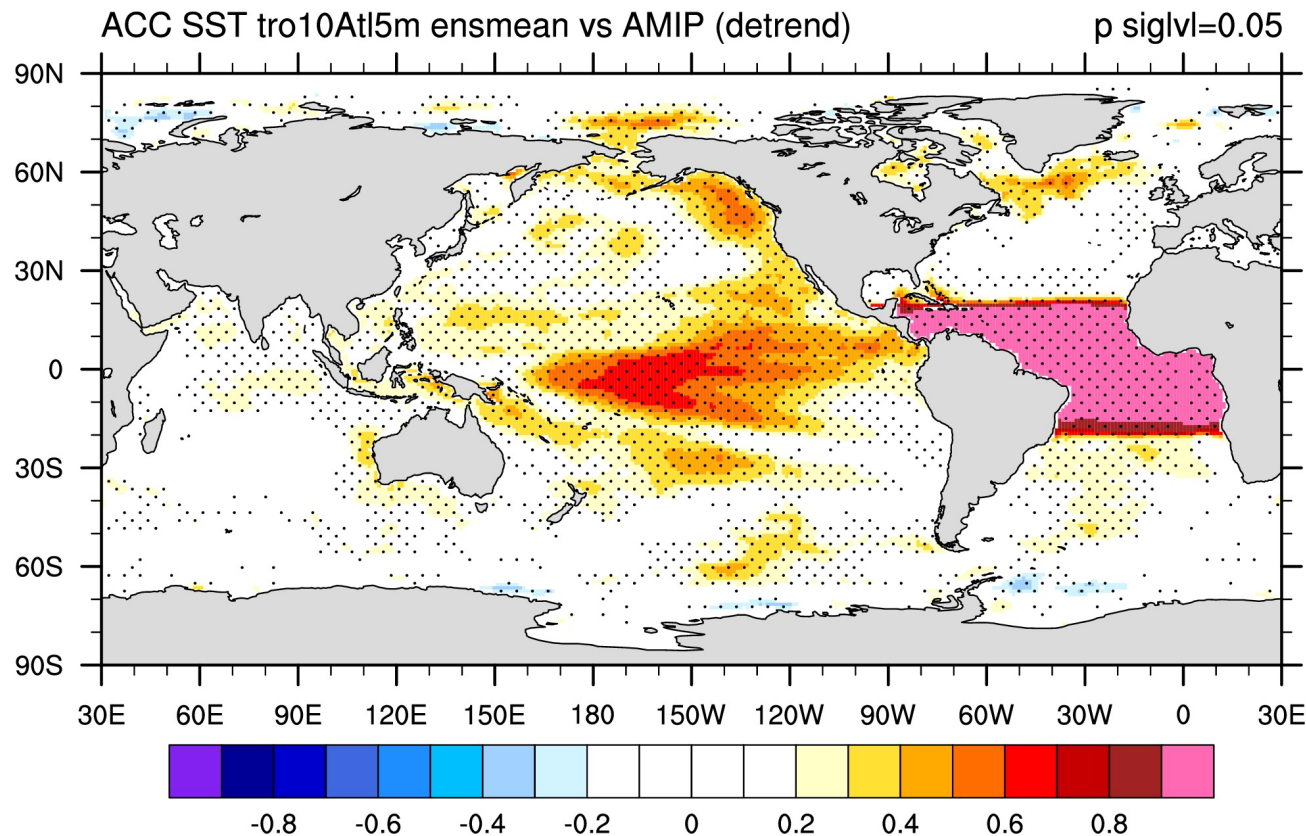 ACC SST tro10Atl5m ensmean vs AMIP (detrend) p siglvl=0.05
90N
60N
30N
0
30S
60S
90S
30E 60E 90E 120E 150E 180 150W 120W 90W 60W 30W 0 30E
-0.8 -0.6 -0.4 -0.2 0 0.2 0.4 0.6 0.8